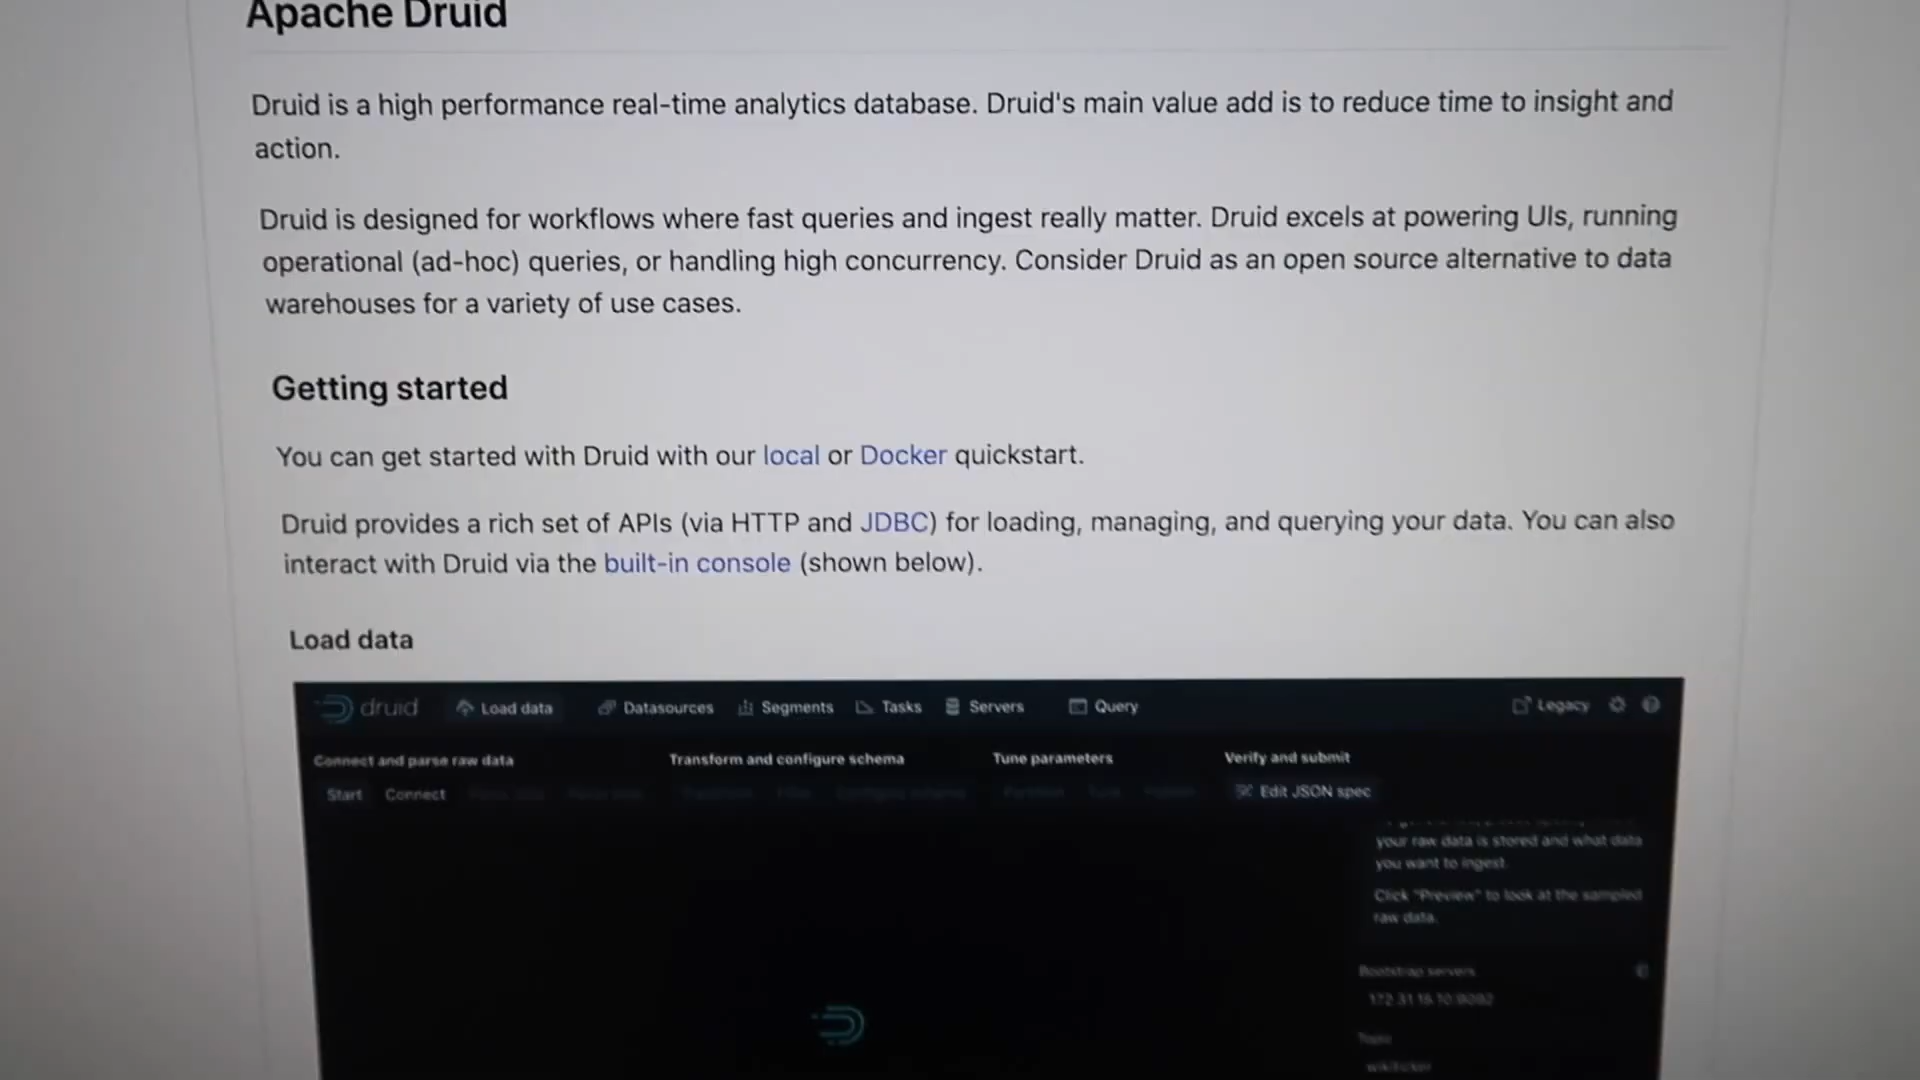 Apache Druid
Druid is a high performance real-time analytics database. Druid's main value add is to reduce time to insight and
action.
Druid is designed for workflows where fast queries and ingest really matter. Druid excels at powering UIs, running
operational (ad-hoc) queries, or handling high concurrency. Consider Druid as an open source alternative to data
warehouses for a variety of use cases.
Getting started
You can get started with Druid with our local or Docker quickstart.
Druid provides a rich set of APIs (via HTTP and JDBC) for loading, managing, and querying your data. You can also
interact with Druid via the built-in console (shown below).
Load data
druid Load data Datasources Segments Tasks Servers Query Legacy
Connect and parse raw data Transform and configure schema Tune parameters Verify and submit
Start Connect Edit JSON spec
your raw data is stored and what data
you want to ingest.
Click "Preview" to look at the sampled
raw data.
Bootstrap servers
Topic